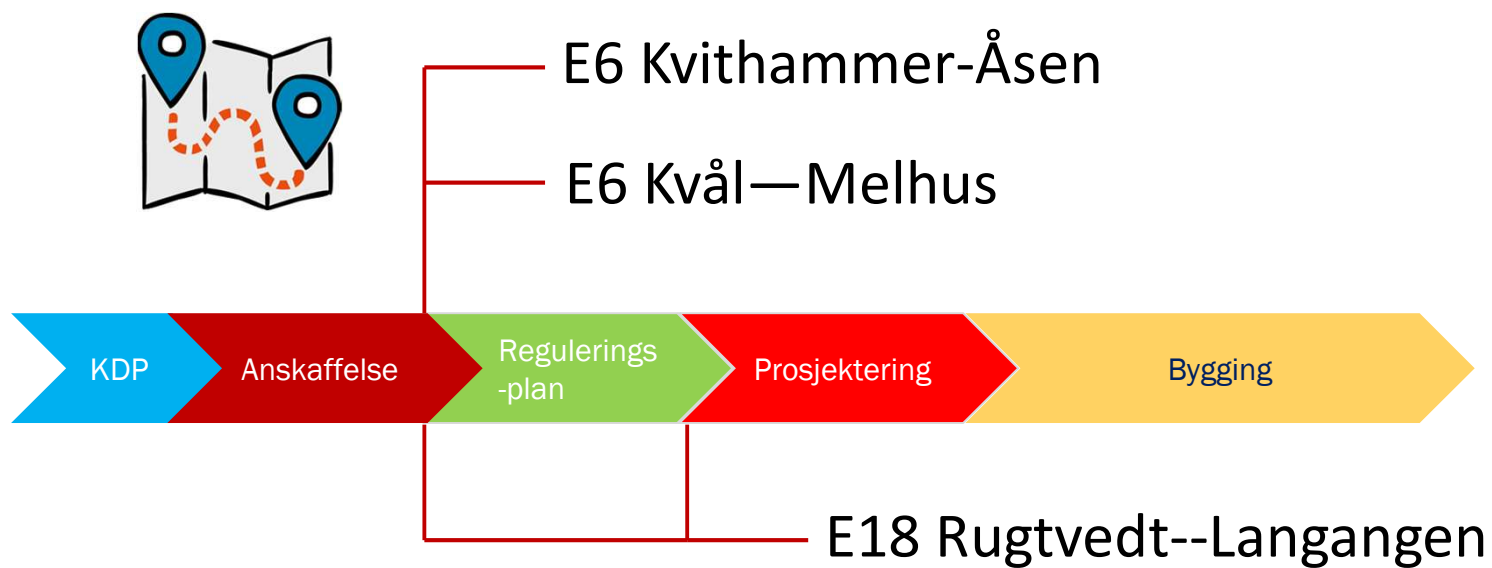 E6 Kvithammer-Åsen
E6 Kvål—Melhus
KDP
Anskaffelse
Regulerings
-plan
Prosjektering
Bygging
E18 Rugtvedt--Langangen